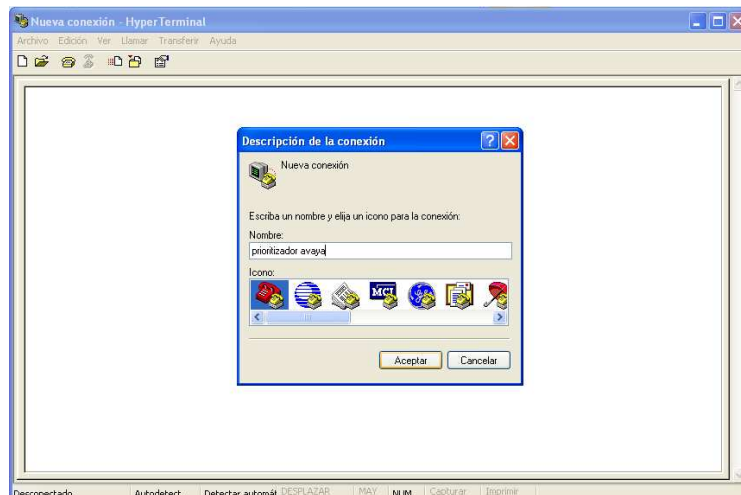 Nueva conexión - HyperTerminal
Archivo Edición Ver Llamar Transferir Ayuda
Descripción de la conexión
Nueva conexión
Escriba un nombre y elija un icono para la conexión:
Nombre:
prioritizador avaya
Icono:
MCI
Aceptar Cancelar
Desconectado Autodetect. Detectar automát DESPLAZAR MAY NUM Capturar Imprimir